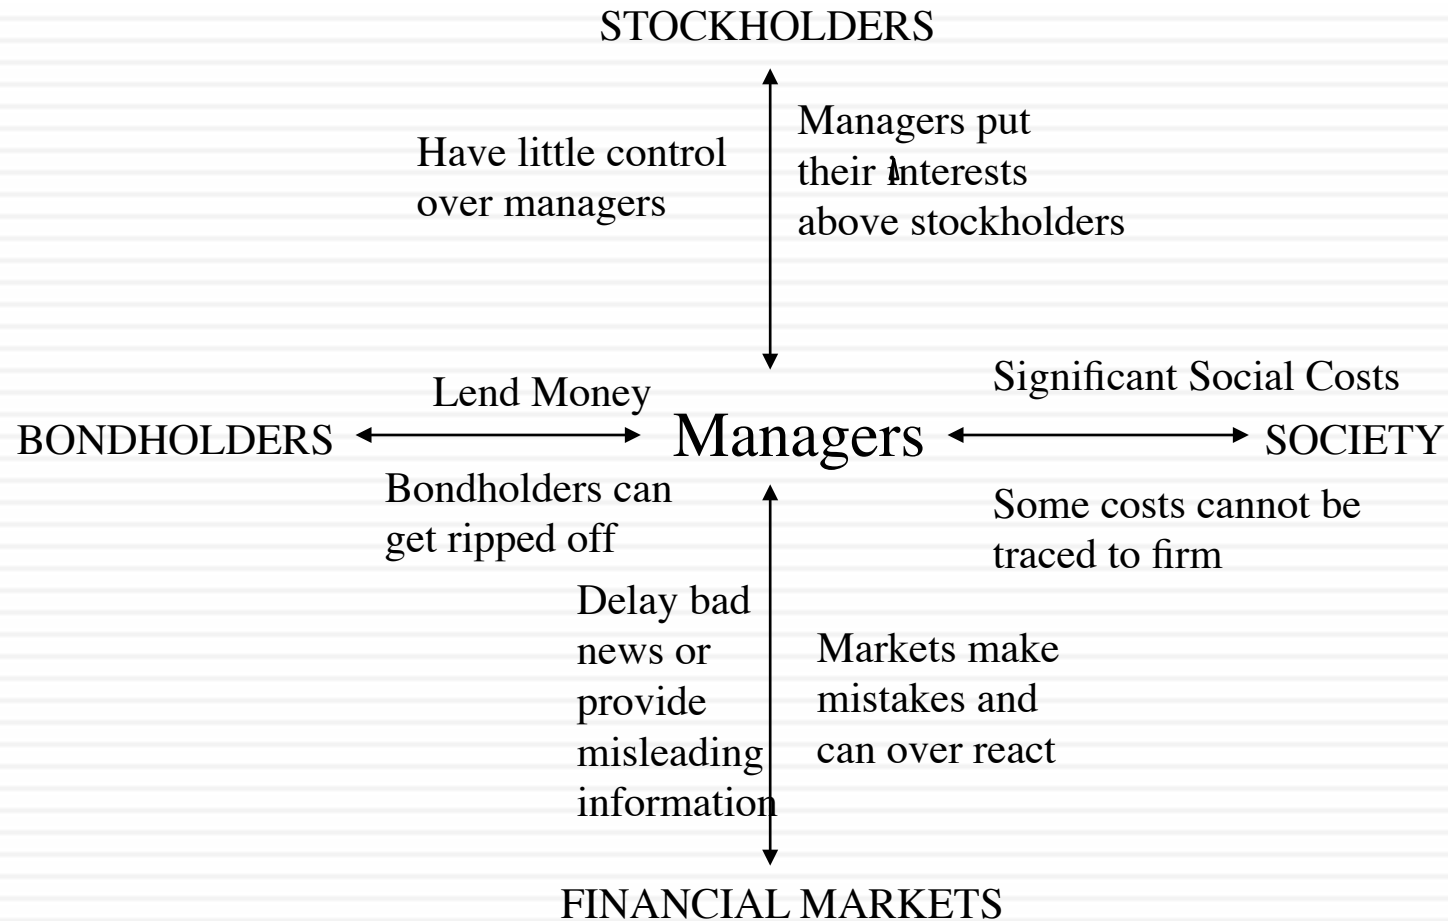 STOCKHOLDERS
Have little control
over managers
Managers put
their interests
above stockholders
Lend Money
Significant Social Costs
BONDHOLDERS
Managers
SOCIETY
Bondholders can
get ripped off
Some costs cannot be
traced to firm
Delay bad
news or
provide
misleading
information
Markets make
mistakes and
can over react
FINANCIAL MARKETS